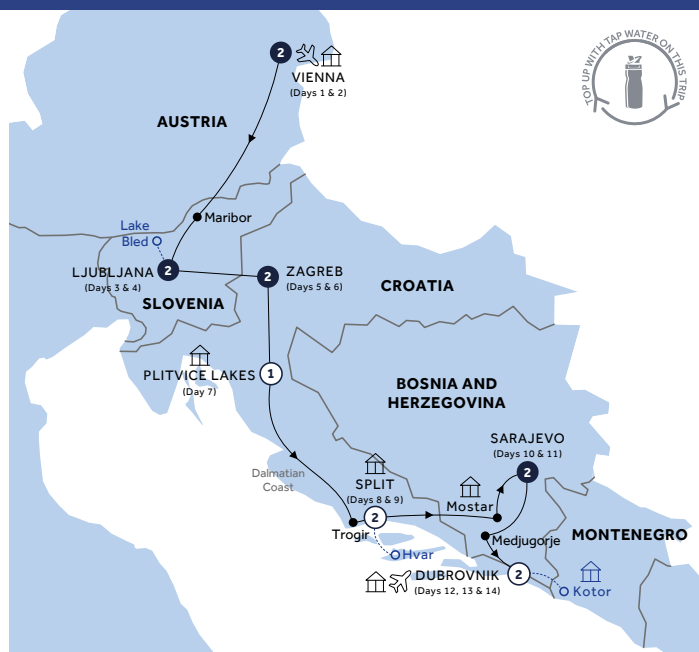 TOP UP WITH TAP WATER ON THIS TRIP
2
VIENNA
(Days 1 & 2)
AUSTRIA
Maribor
Lake
Bled
LJUBLJANA
2
(Days 3 & 4)
SLOVENIA
2
ZAGREB
(Days 5 & 6)
CROATIA
PLITVICE LAKES
1
(Day 7)
BOSNIA AND
HERZEGOVINA
SARAJEVO
(Days 10 & 11)
2
Dalmatian
Coast
SPLIT
(Days 8 & 9)
2
Mostar
Trogir
Medjugorje
MONTENEGRO
Hvar
DUBROVNIK
2
(Days 12, 13 & 14)
Kotor